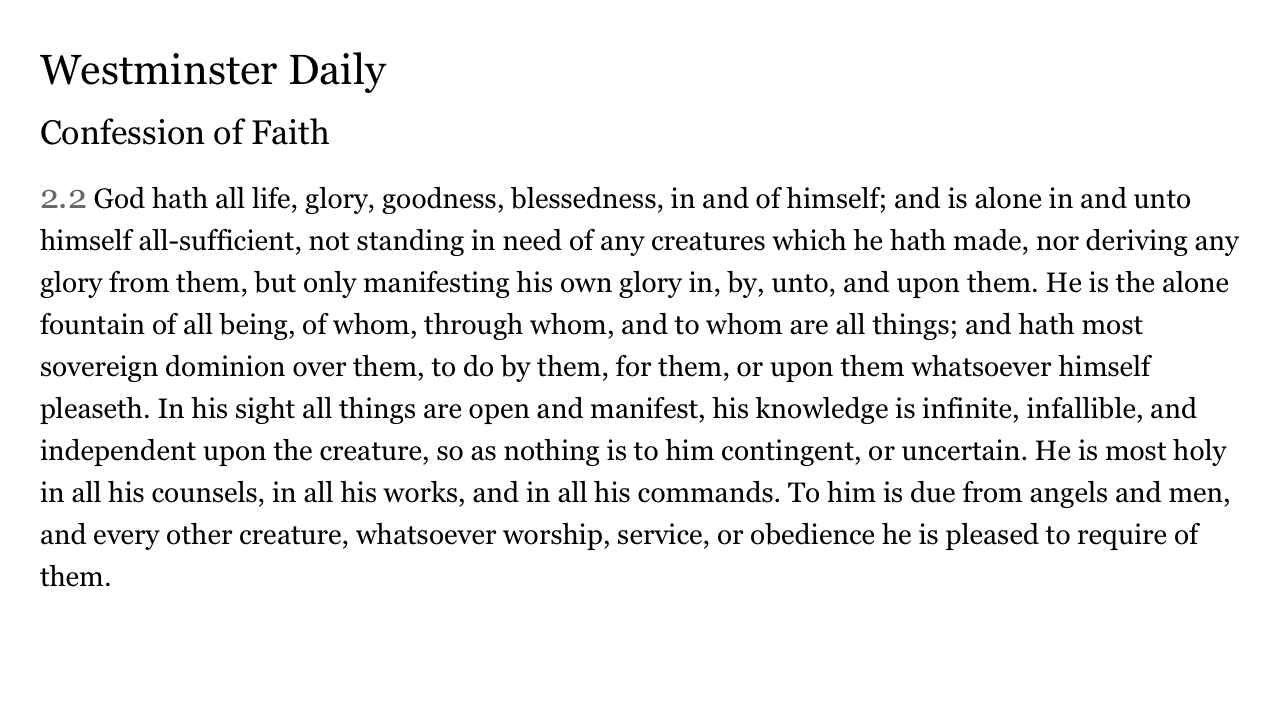 Westminster Daily
Confession of Faith
2.2 God hath all life, glory, goodness, blessedness, in and of himself; and is alone in and unto
himself all-sufficient, not standing in need of any creatures which he hath made, nor deriving any
glory from them, but only manifesting his own glory in, by, unto, and upon them. He is the alone
fountain of all being, of whom, through whom, and to whom are all things; and hath most
sovereign dominion over them, to do by them, for them, or upon them whatsoever himself
pleaseth. In his sight all things are open and manifest, his knowledge is infinite, infallible, and
independent upon the creature, so as nothing is to him contingent, or uncertain. He is most holy
in all his counsels, in all his works, and in all his commands. To him is due from angels and men,
and every other creature, whatsoever worship, service, or obedience he is pleased to require of
them.